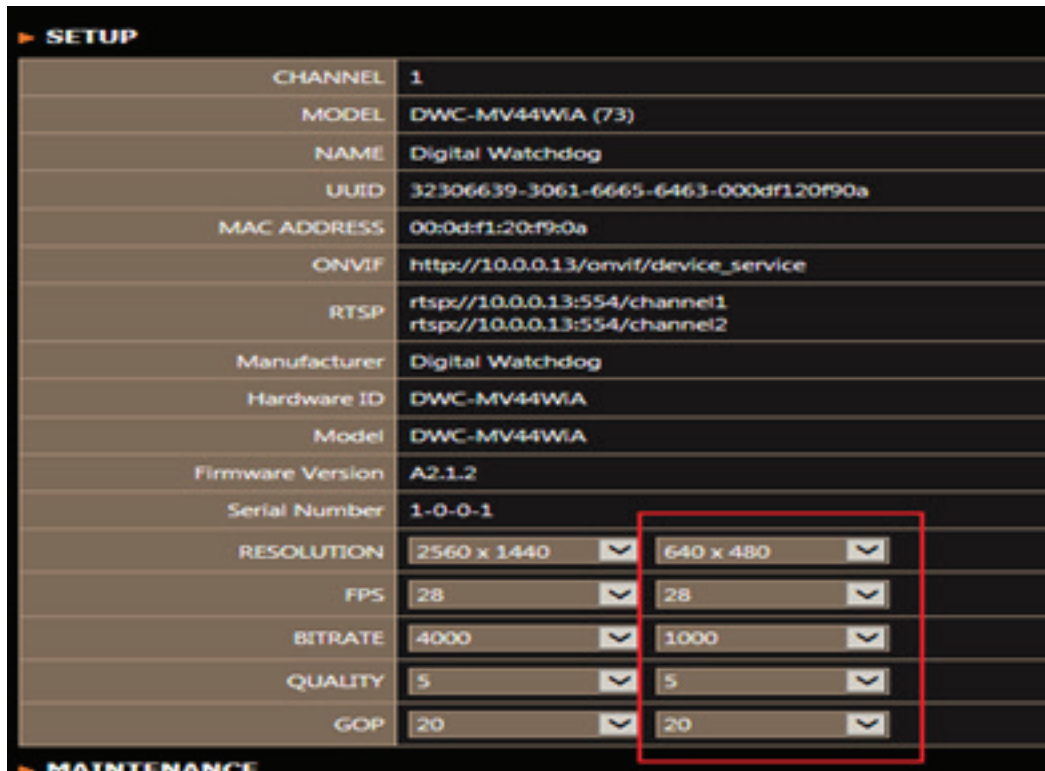 SETUP
CHANNEL 1
MODEL DWC-MV44WiA (73)
NAME Digital Watchdog
UUID 32306639-3061-6665-6463-000df120f90a
MAC ADDRESS 00:0d:f1:20:f9:0a
ONVIF http://10.0.0.13/onvif/device_service
RTSP rtsp://10.0.0.13:554/channel1
rtsp://10.0.0.13:554/channel2
Manufacturer Digital Watchdog
Hardware ID DWC-MV44WiA
Model DWC-MV44WiA
Firmware Version A2.1.2
Serial Number 1-0-0-1
RESOLUTION 2560 x 1440 640 x 480
FPS 28 28
BITRATE 4000 1000
QUALITY 5 5
GOP 20 20
MAINTENANCE